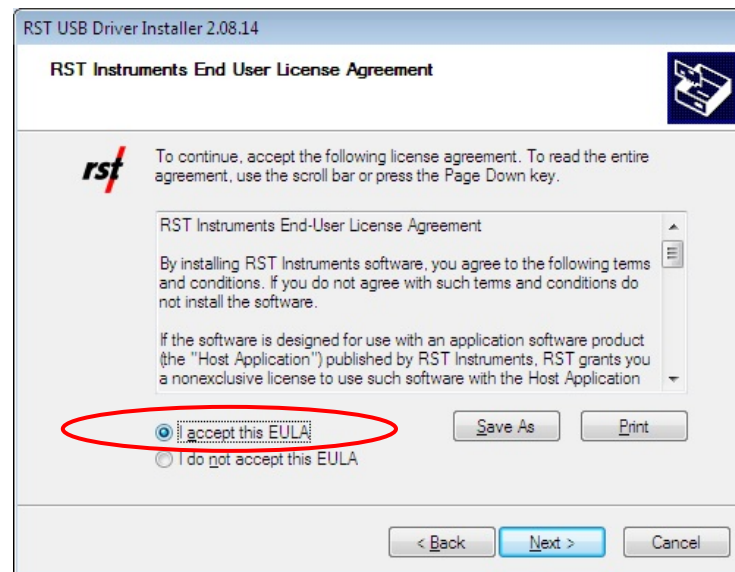 RST USB Driver Installer 2.08.14
RST Instruments End User License Agreement
rst
To continue, accept the following license agreement. To read the entire
agreement, use the scroll bar or press the Page Down key.
RST Instruments End-User License Agreement
By installing RST Instruments software, you agree to the following terms
and conditions. If you do not agree with such terms and conditions do
not install the software.
If the software is designed for use with an application software product
(the "Host Application") published by RST Instruments, RST grants you
a nonexclusive license to use such software with the Host Application
I accept this EULA
Save As
Print
I do not accept this EULA
< Back
Next >
Cancel